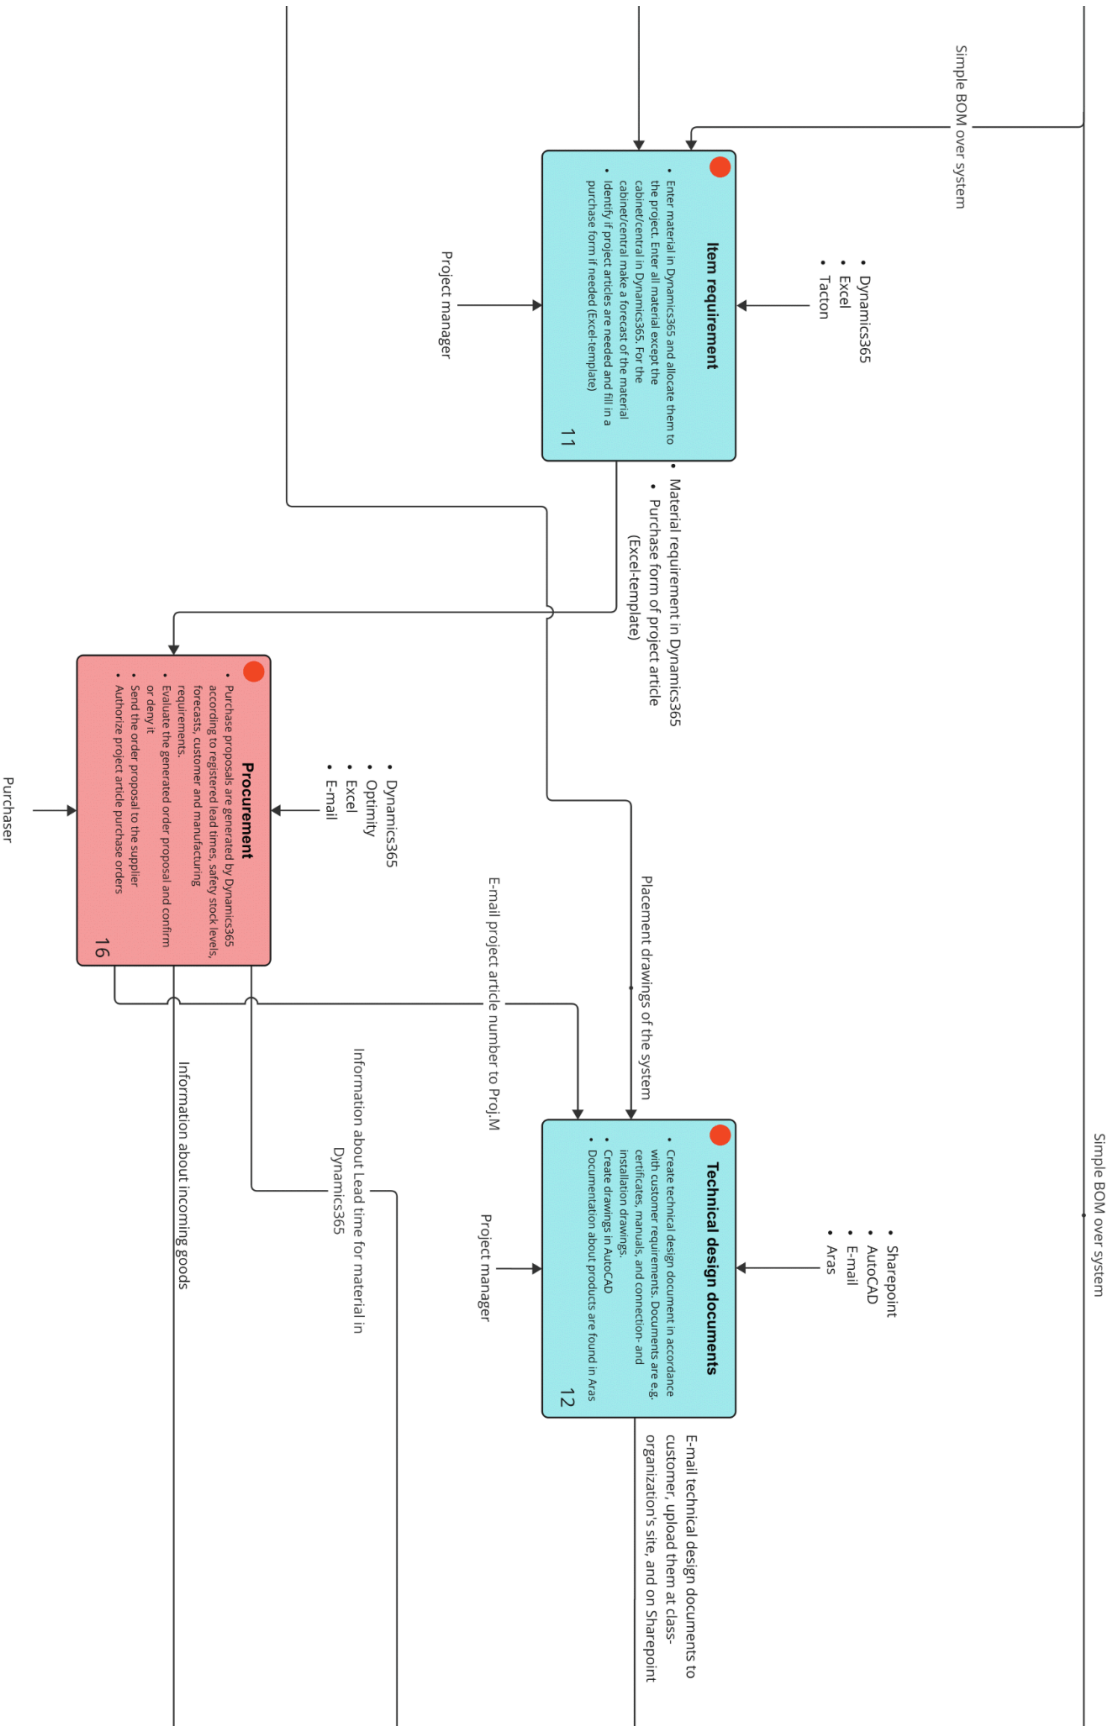 Simple BOM over system
• Dynamics365
• Excel
• Tacton
Item requirement
• Enter material in Dynamics365 and allocate them to
the project. Enter all material except the
cabinet/central in Dynamics365. For the
cabinet/central make a forecast of the material
• Identify if project articles are needed and fill in a
purchase form if needed (Excel-template)
11
Project manager
• Material requirement in Dynamics365
• Purchase form of project article
(Excel-template)
• Dynamics365
• Optimity
• Excel
• E-mail
Procurement
• Purchase proposals are generated by Dynamics365
according to registered lead times, safety stock levels,
forecasts, customer and manufacturing
requirements.
• Evaluate the generated order proposal and confirm
or deny it
• Send the order proposal to the supplier
• Authorize project article purchase orders
16
Purchaser
Placement drawings of the system
E-mail project article number to Proj.M
Information about Lead time for material in
Dynamics365
Information about incoming goods
Simple BOM over system
• Sharepoint
• AutoCAD
• E-mail
• Aras
Technical design documents
• Create technical design document in accordance
with customer requirements. Documents are e.g.
certificates, manuals, and connection- and
installation drawings.
• Create drawings in AutoCAD
• Documentation about products are found in Aras
12
Project manager
E-mail technical design documents to
customer, upload them at class-
organization's site, and on Sharepoint